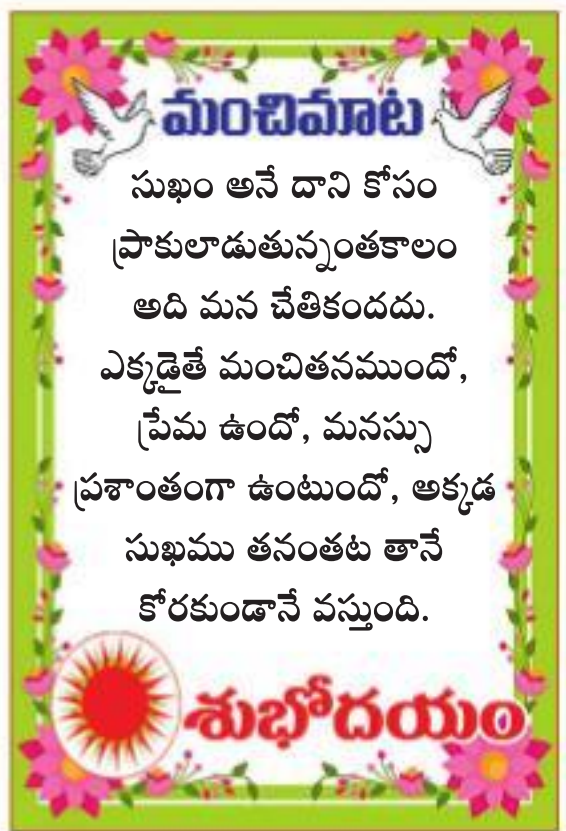 మంచిమాట
సుఖం అనే దాని కోసం
ప్రాకులాడుతున్నంతకాలం
అది మన చేతికందదు.
ఎక్కడైతే మంచితనముందో,
ప్రేమ ఉందో, మనస్సు
ప్రశాంతంగా ఉంటుందో, అక్కడ
సుఖము తనంతట తానే
కోరకుండానే వస్తుంది.
శుభోదయం